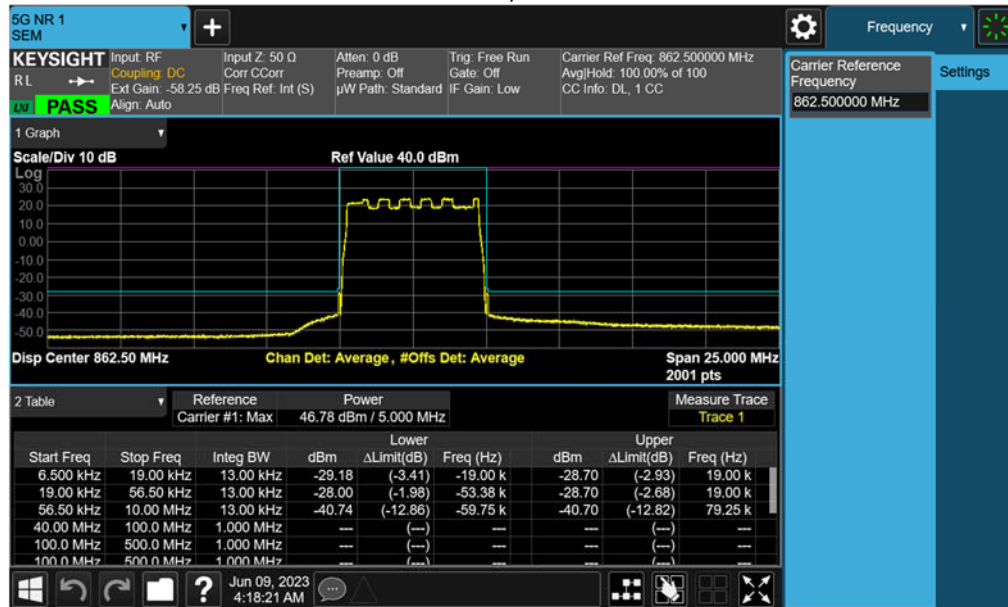 5G NR 1
SEM
+
Frequency
KEYSIGHT
RL
LXI PASS
Input: RF
Coupling: DC
Ext Gain: -58.25 dB
Align: Auto
Input Z: 50 Ω
Corr CCorr
Freq Ref: Int (S)
Atten: 0 dB
Preamp: Off
µW Path: Standard
Trig: Free Run
Gate: Off
IF Gain: Low
Carrier Ref Freq: 862.500000 MHz
Avg|Hold: 100.00% of 100
CC Info: DL, 1 CC
Carrier Reference
Frequency
862.500000 MHz
Settings
1 Graph
Scale/Div 10 dB
Ref Value 40.0 dBm
Log
30.0
20.0
10.0
0.00
-10.0
-20.0
-30.0
-40.0
-50.0
Disp Center 862.50 MHz
Chan Det: Average, #Offs Det: Average
Span 25.000 MHz
2001 pts
2 Table
Reference Power Measure Trace
Carrier #1: Max 46.78 dBm / 5.000 MHz Trace 1
Lower Upper
Start Freq Stop Freq Integ BW dBm ΔLimit(dB) Freq (Hz) dBm ΔLimit(dB) Freq (Hz)
6.500 kHz 19.00 kHz 13.00 kHz -29.18 (-3.41) -19.00 k -28.70 (-2.93) 19.00 k
19.00 kHz 56.50 kHz 13.00 kHz -28.00 (-1.98) -53.38 k -28.70 (-2.68) 19.00 k
56.50 kHz 10.00 MHz 13.00 kHz -40.74 (-12.86) -59.75 k -40.70 (-12.82) 79.25 k
40.00 MHz 100.0 MHz 1.000 MHz --- (---) --- --- (---) ---
100.0 MHz 500.0 MHz 1.000 MHz --- (---) --- --- (---) ---
100.0 MHz 500.0 MHz 1.000 MHz --- (---) --- --- (---) ---
?
Jun 09, 2023
4:18:21 AM